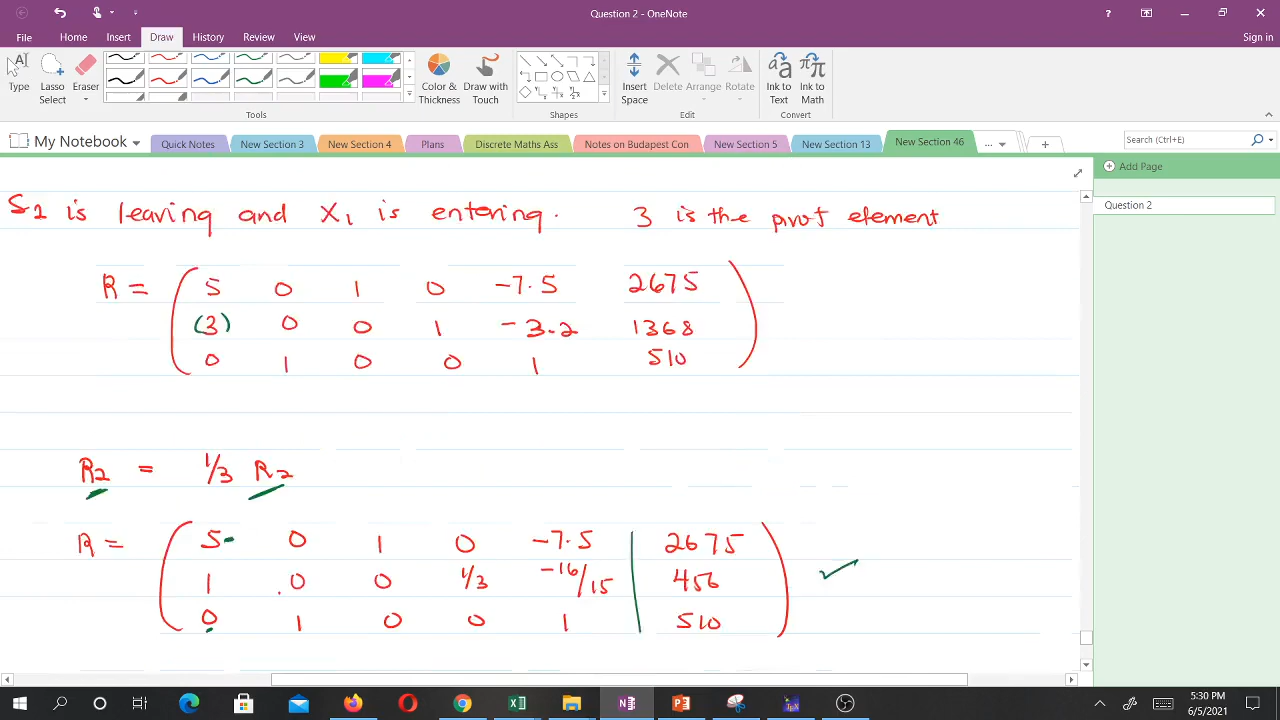 Question 2 - OneNote
File Home Insert Draw History Review View Sign in
Type Lasso Select Eraser Color & Thickness Draw with Touch Insert Space Delete Arrange Rotate Ink to Text Ink to Math
Tools Shapes Edit Convert
My Notebook Quick Notes New Section 3 New Section 4 Plans Discrete Maths Ass Notes on Budapest Con New Section 5 New Section 13 New Section 46 ... Search (Ctrl+E)
Add Page
Question 2
S2 is leaving and X1 is entering. 3 is the pivot element
R = ( 5 0 1 0 -7.5 2675
(3) 0 0 1 -3.2 1368
0 1 0 0 1 510 )
R2 = 1/3 R2
R = ( 5 0 1 0 -7.5 | 2675
1 0 0 1/3 -16/15 | 456
0 1 0 0 1 | 510 ) ✓
5:30 PM
6/5/2021